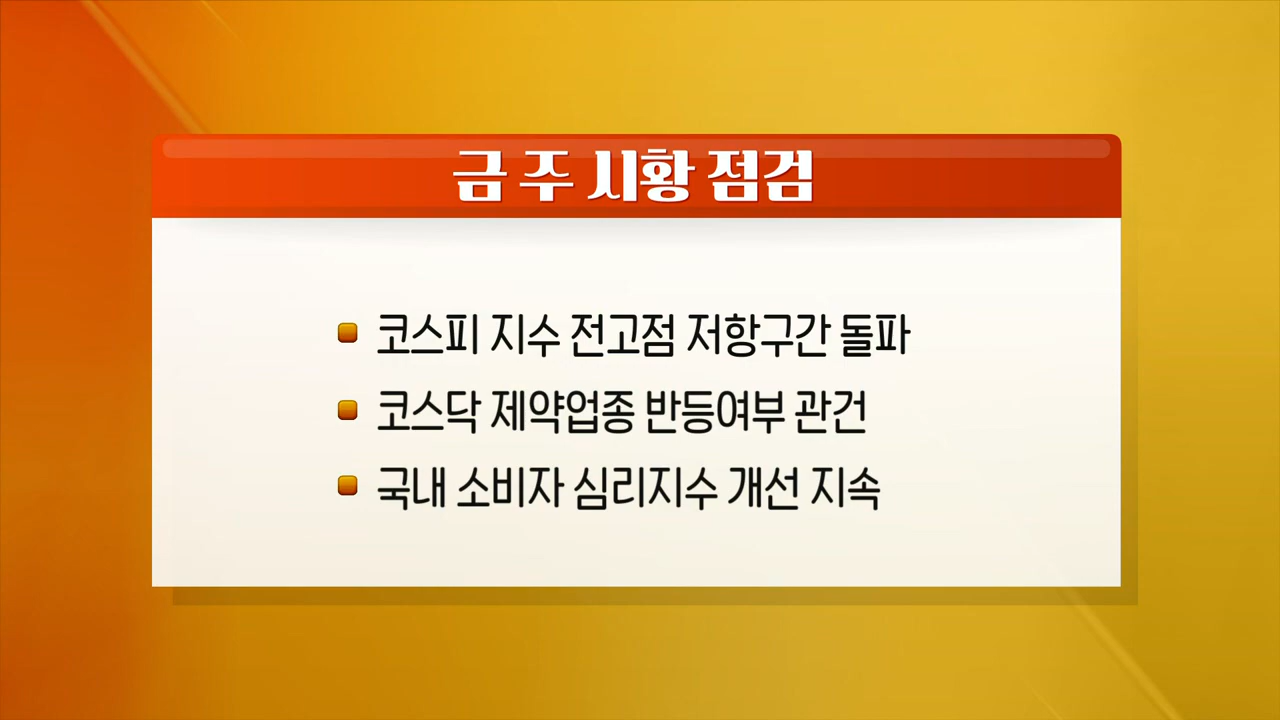 금주 시황 점검
코스피 지수 전고점 저항구간 돌파
코스닥 제약업종 반등여부 관건
국내 소비자 심리지수 개선 지속